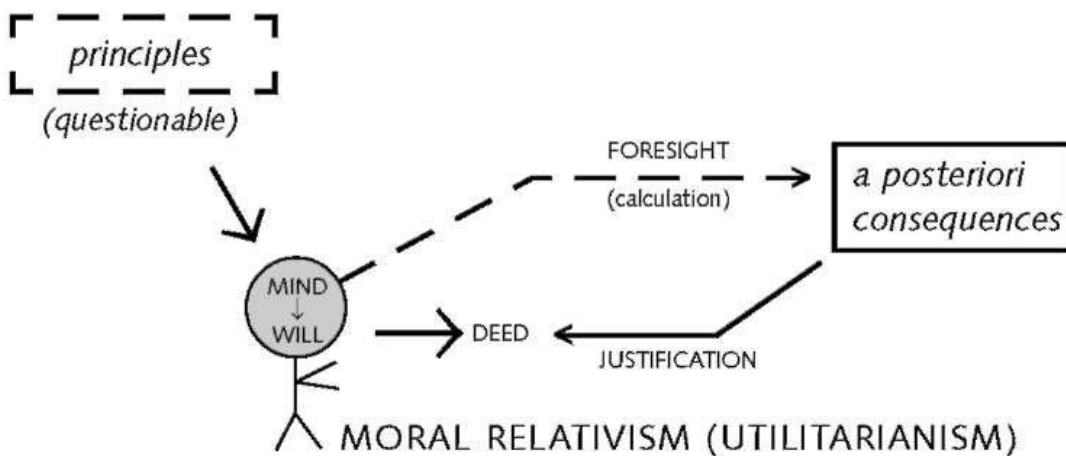 principles
(questionable)
FORESIGHT
(calculation)
a posteriori
consequences
MIND
WILL
DEED
JUSTIFICATION
MORAL RELATIVISM (UTILITARIANISM)